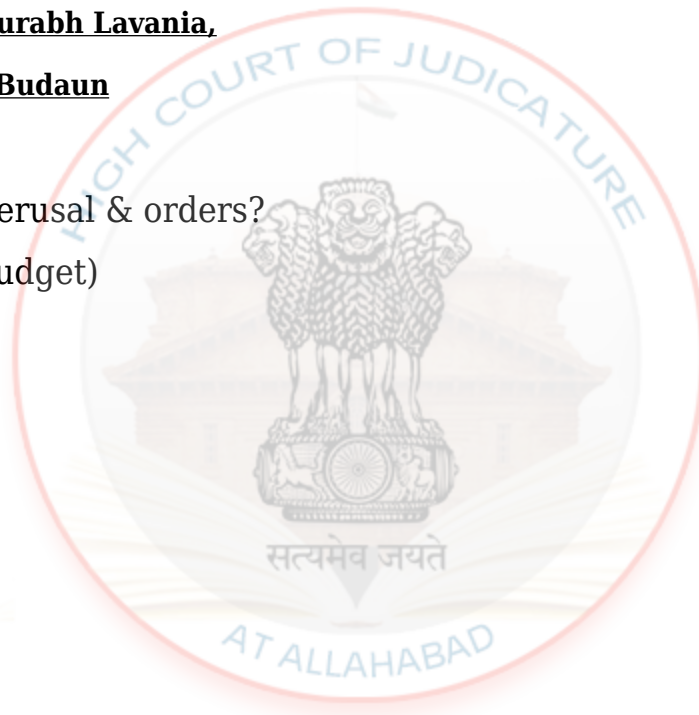 urabh Lavania,
Budaun
HIGH COURT OF JUDICATURE
erusal & orders?
udget)
सत्यमेव जयते
AT ALLAHABAD